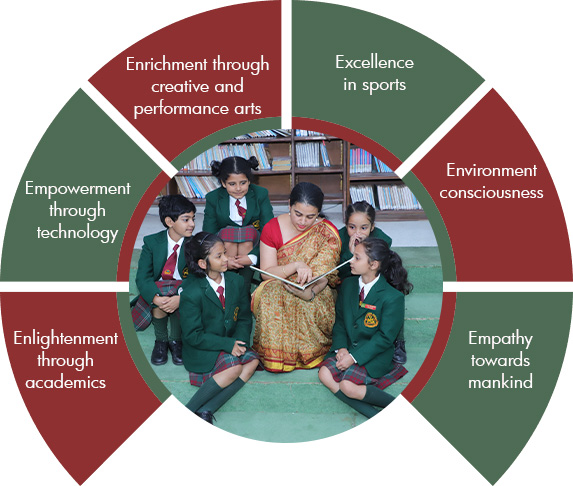 Enrichment through
creative and
performance arts
Excellence
in sports
Empowerment
through
technology
Environment
consciousness
Enlightenment
through
academics
Empathy
towards
mankind